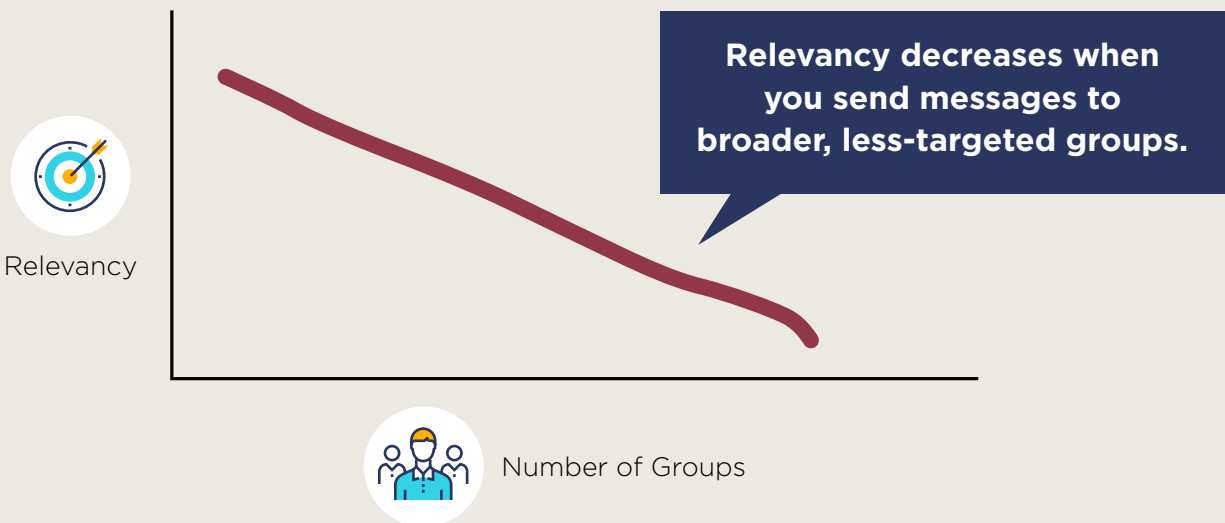 Relevancy decreases when
you send messages to
broader, less-targeted groups.
Relevancy
Number of Groups